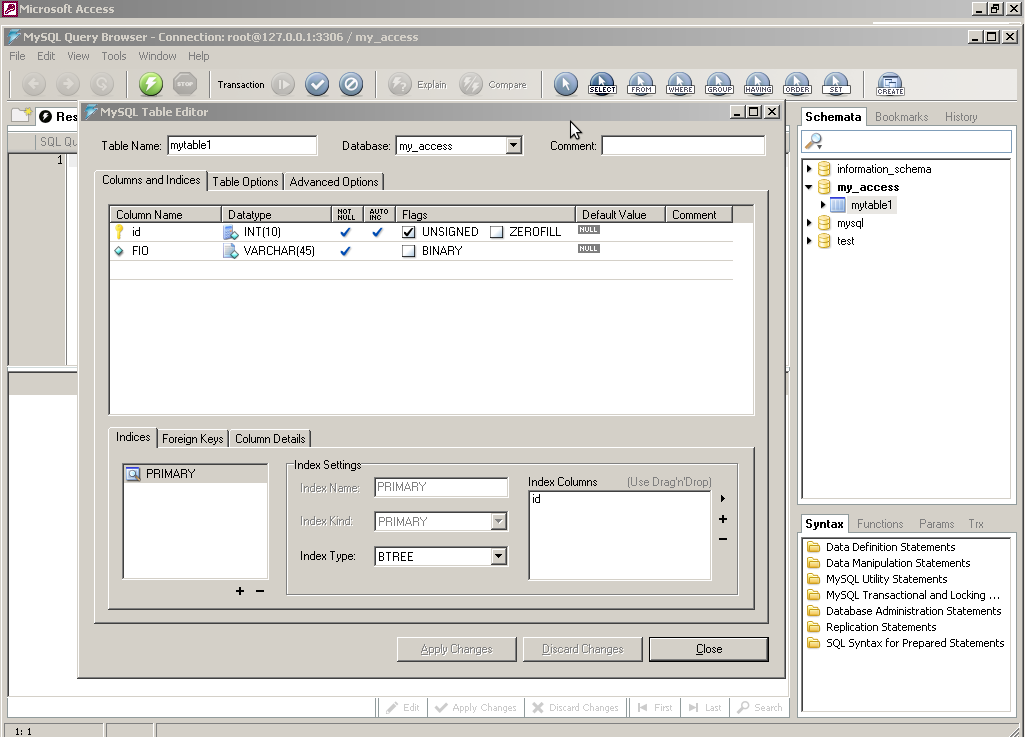 Microsoft Access
MySQL Query Browser - Connection: root@127.0.0.1:3306 / my_access
File Edit View Tools Window Help
STOP Transaction Explain Compare SELECT FROM WHERE GROUP HAVING ORDER SET CREATE
Res
SQL Qu
1
MySQL Table Editor
Table Name: mytable1 Database: my_access Comment:
Columns and Indices Table Options Advanced Options
Column Name Datatype NOT NULL AUTO INC Flags Default Value Comment
id INT(10) UNSIGNED ZEROFILL NULL
FIO VARCHAR(45) BINARY NULL
Indices Foreign Keys Column Details
PRIMARY
Index Settings
Index Name: PRIMARY
Index Kind: PRIMARY
Index Type: BTREE
Index Columns (Use Drag'n'Drop)
id
+ -
+
-
Apply Changes Discard Changes Close
Schemata Bookmarks History
information_schema
my_access
mytable1
mysql
test
Syntax Functions Params Trx
Data Definition Statements
Data Manipulation Statements
MySQL Utility Statements
MySQL Transactional and Locking ...
Database Administration Statements
Replication Statements
SQL Syntax for Prepared Statements
Edit Apply Changes Discard Changes First Last Search
1: 1